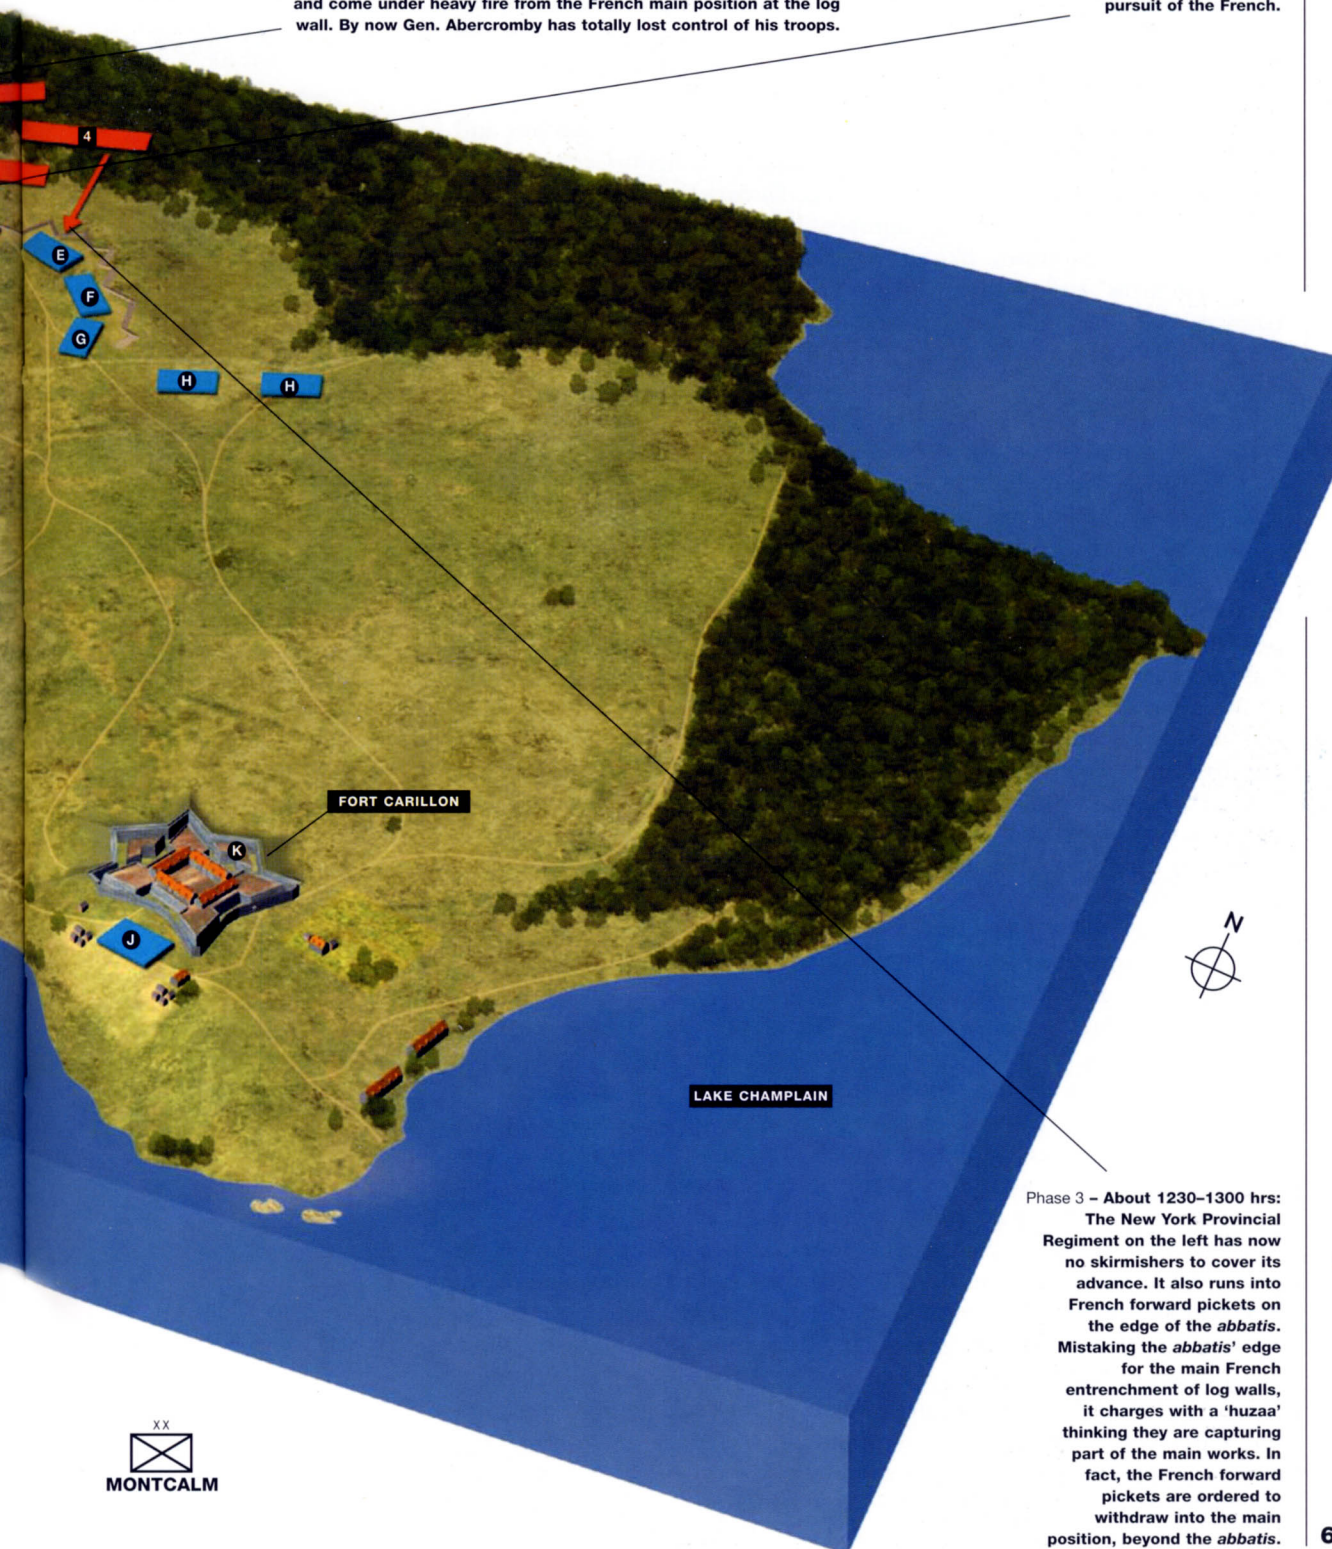 and come under heavy fire from the French main position at the log
wall. By now Gen. Abercromby has totally lost control of his troops.
pursuit of the French.
4
E
F
G
H
H
FORT CARILLON
K
J
N
LAKE CHAMPLAIN
Phase 3 – About 1230–1300 hrs:
The New York Provincial
Regiment on the left has now
no skirmishers to cover its
advance. It also runs into
French forward pickets on
the edge of the abbatis.
Mistaking the abbatis' edge
for the main French
entrenchment of log walls,
it charges with a ‘huzaa’
thinking they are capturing
part of the main works. In
fact, the French forward
pickets are ordered to
withdraw into the main
position, beyond the abbatis.
XX
MONTCALM
6